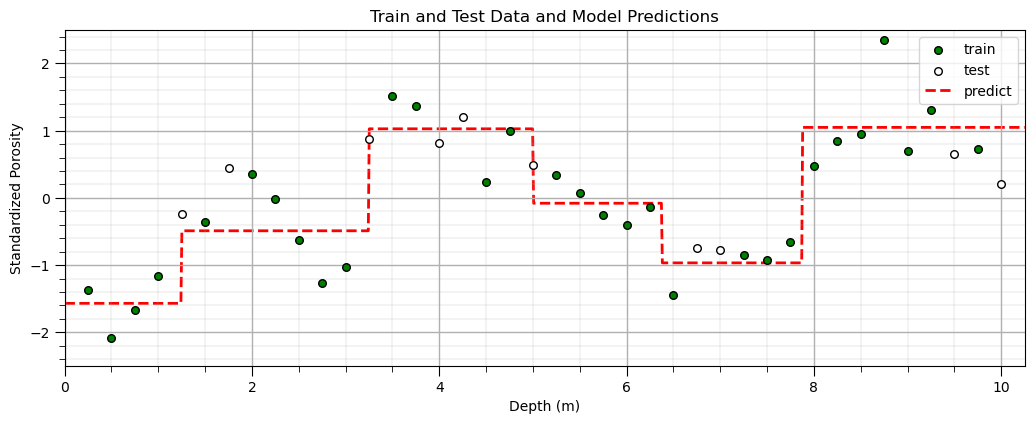 Train and Test Data and Model Predictions
Standardized Porosity
2
1
0
−1
−2
train
test
predict
0 2 4 6 8 10
Depth (m)